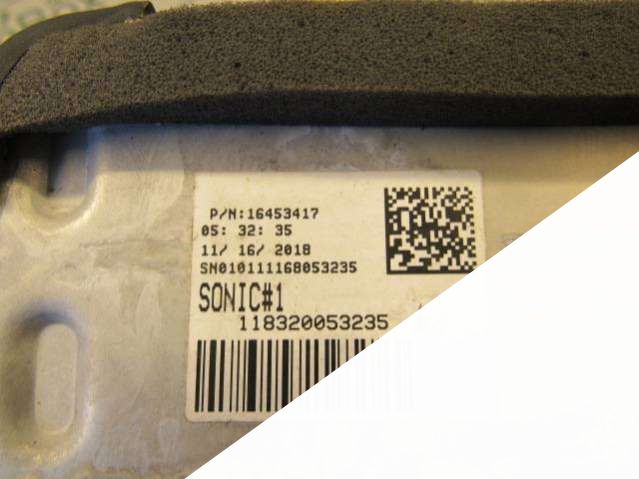 P/N:16453417
05: 32: 35
11/ 16/ 2018
SN010111168053235
SONIC#1
118320053235